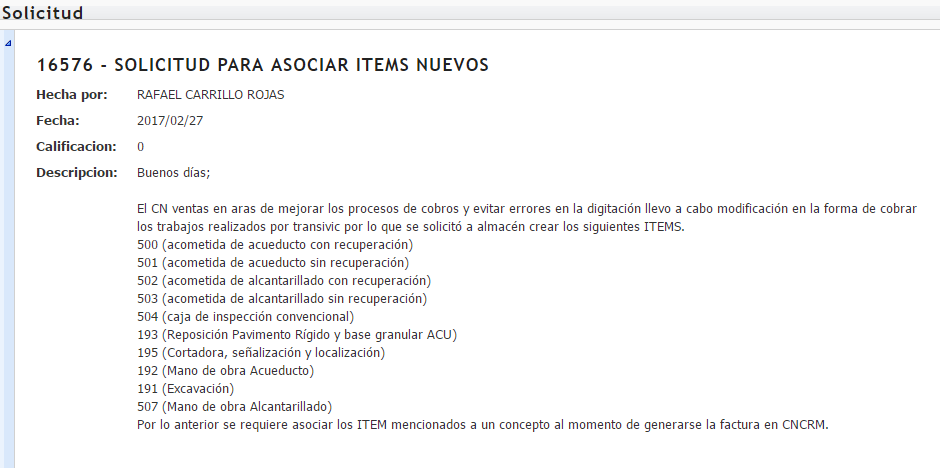 Solicitud
16576 - SOLICITUD PARA ASOCIAR ITEMS NUEVOS
Hecha por: RAFAEL CARRILLO ROJAS
Fecha: 2017/02/27
Calificacion: 0
Descripcion: Buenos días;
El CN ventas en aras de mejorar los procesos de cobros y evitar errores en la digitación llevo a cabo modificación en la forma de cobrar
los trabajos realizados por transivic por lo que se solicitó a almacén crear los siguientes ITEMS.
500 (acometida de acueducto con recuperación)
501 (acometida de acueducto sin recuperación)
502 (acometida de alcantarillado con recuperación)
503 (acometida de alcantarillado sin recuperación)
504 (caja de inspección convencional)
193 (Reposición Pavimento Rígido y base granular ACU)
195 (Cortadora, señalización y localización)
192 (Mano de obra Acueducto)
191 (Excavación)
507 (Mano de obra Alcantarillado)
Por lo anterior se requiere asociar los ITEM mencionados a un concepto al momento de generarse la factura en CNCRM.